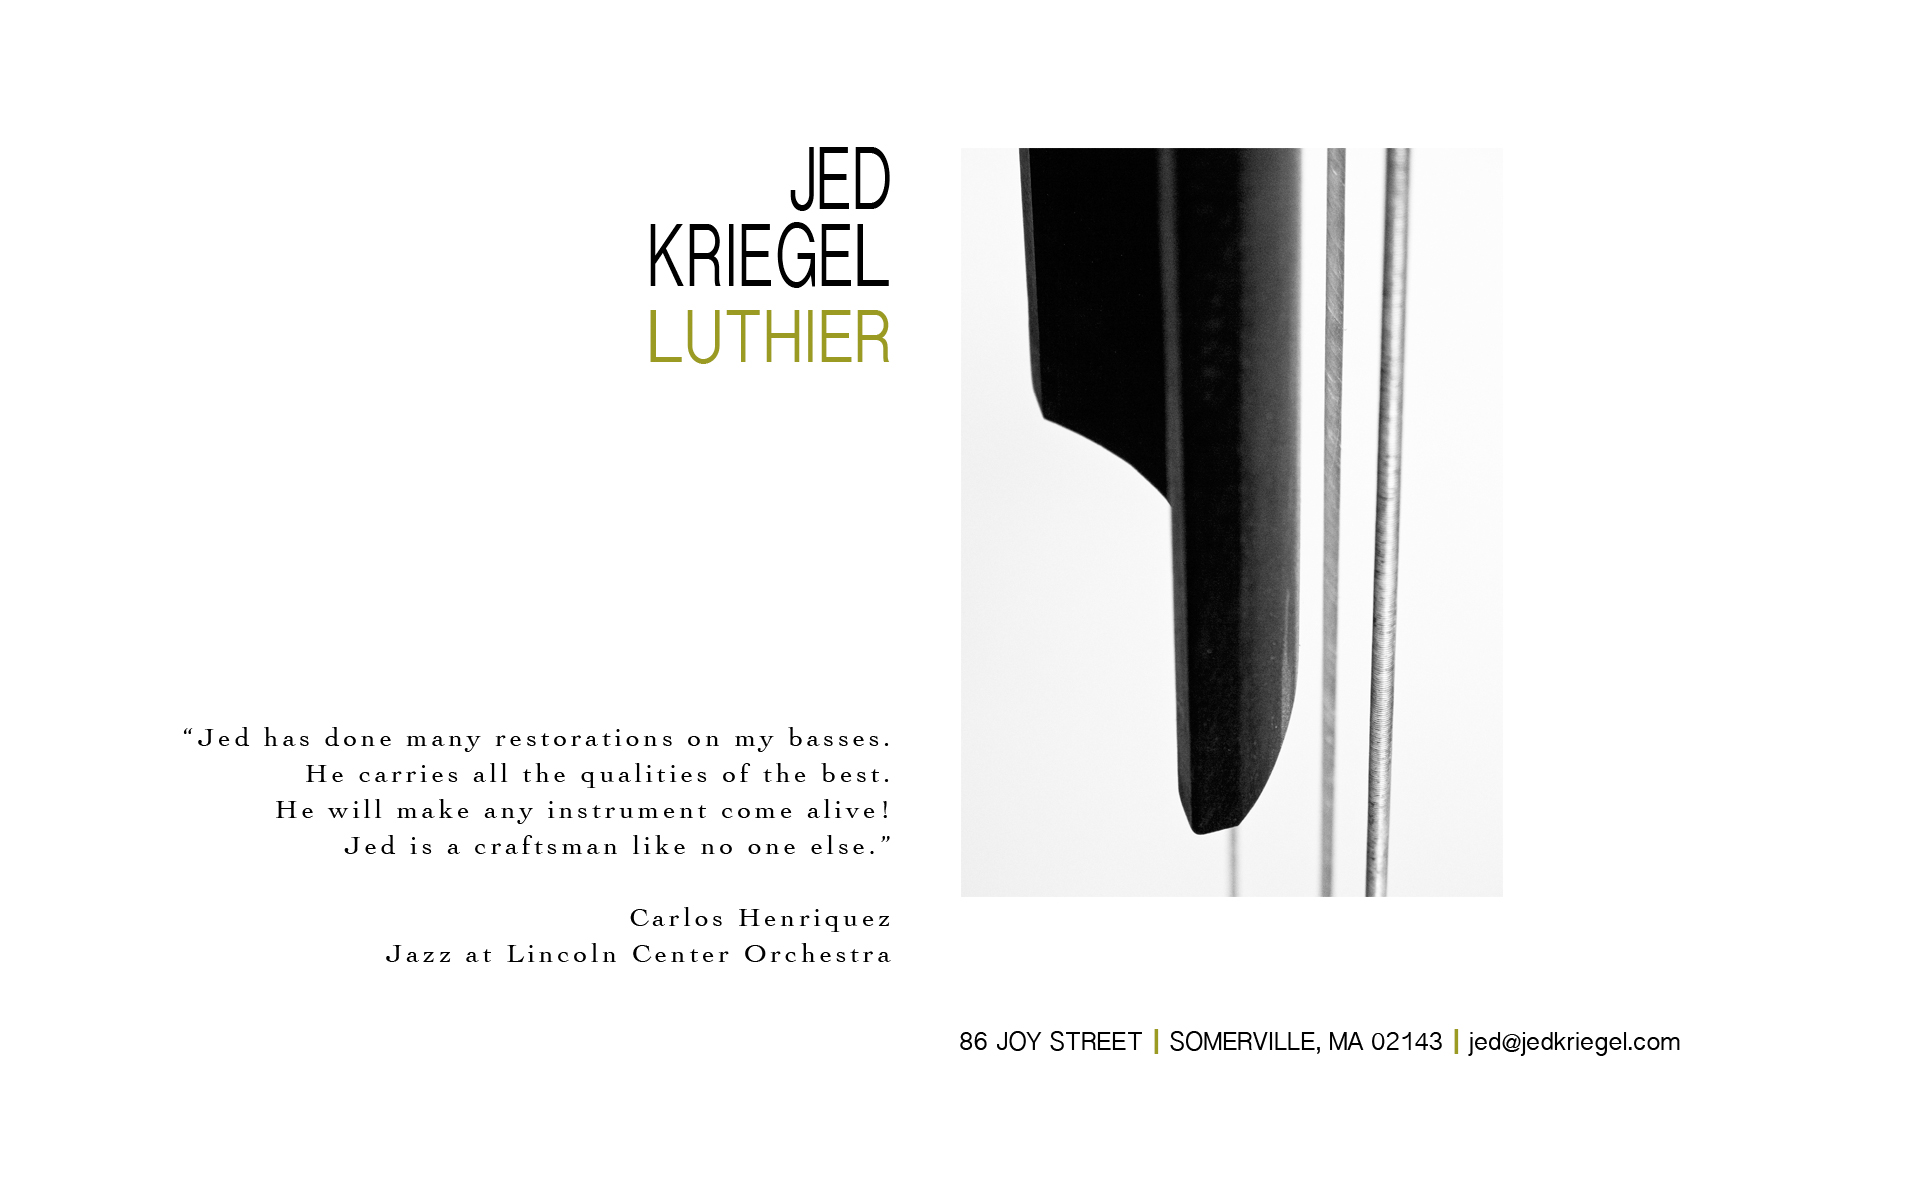 JED
KRIEGEL
LUTHIER
“Jed has done many restorations on my basses.
He carries all the qualities of the best.
He will make any instrument come alive!
Jed is a craftsman like no one else.”
Carlos Henriquez
Jazz at Lincoln Center Orchestra
86 JOY STREET | SOMERVILLE, MA 02143 | jed@jedkriegel.com